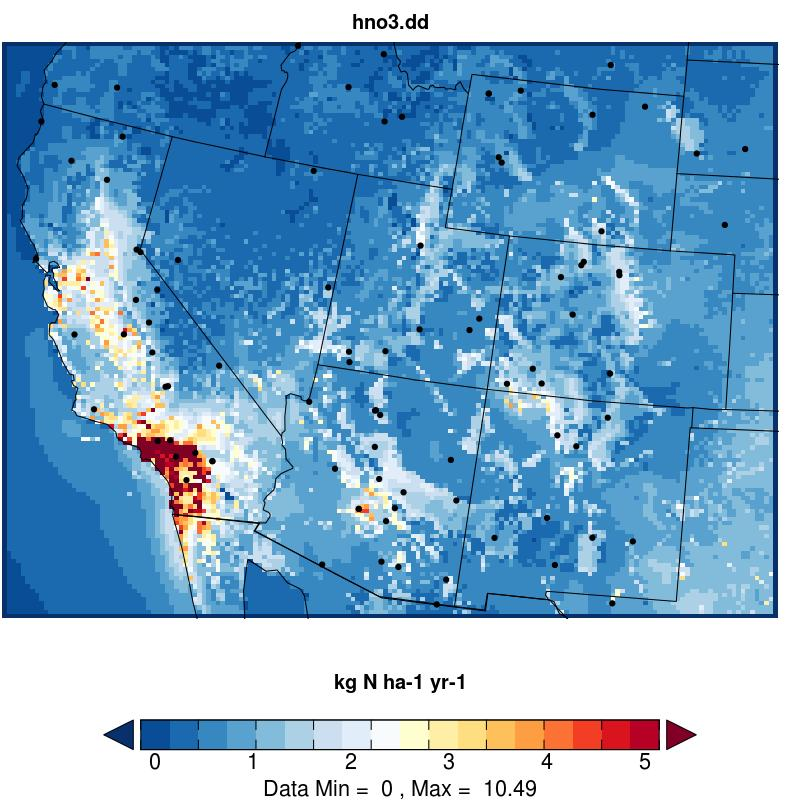 hno3.dd
kg N ha-1 yr-1
0 1 2 3 4 5
Data Min = 0 , Max = 10.49